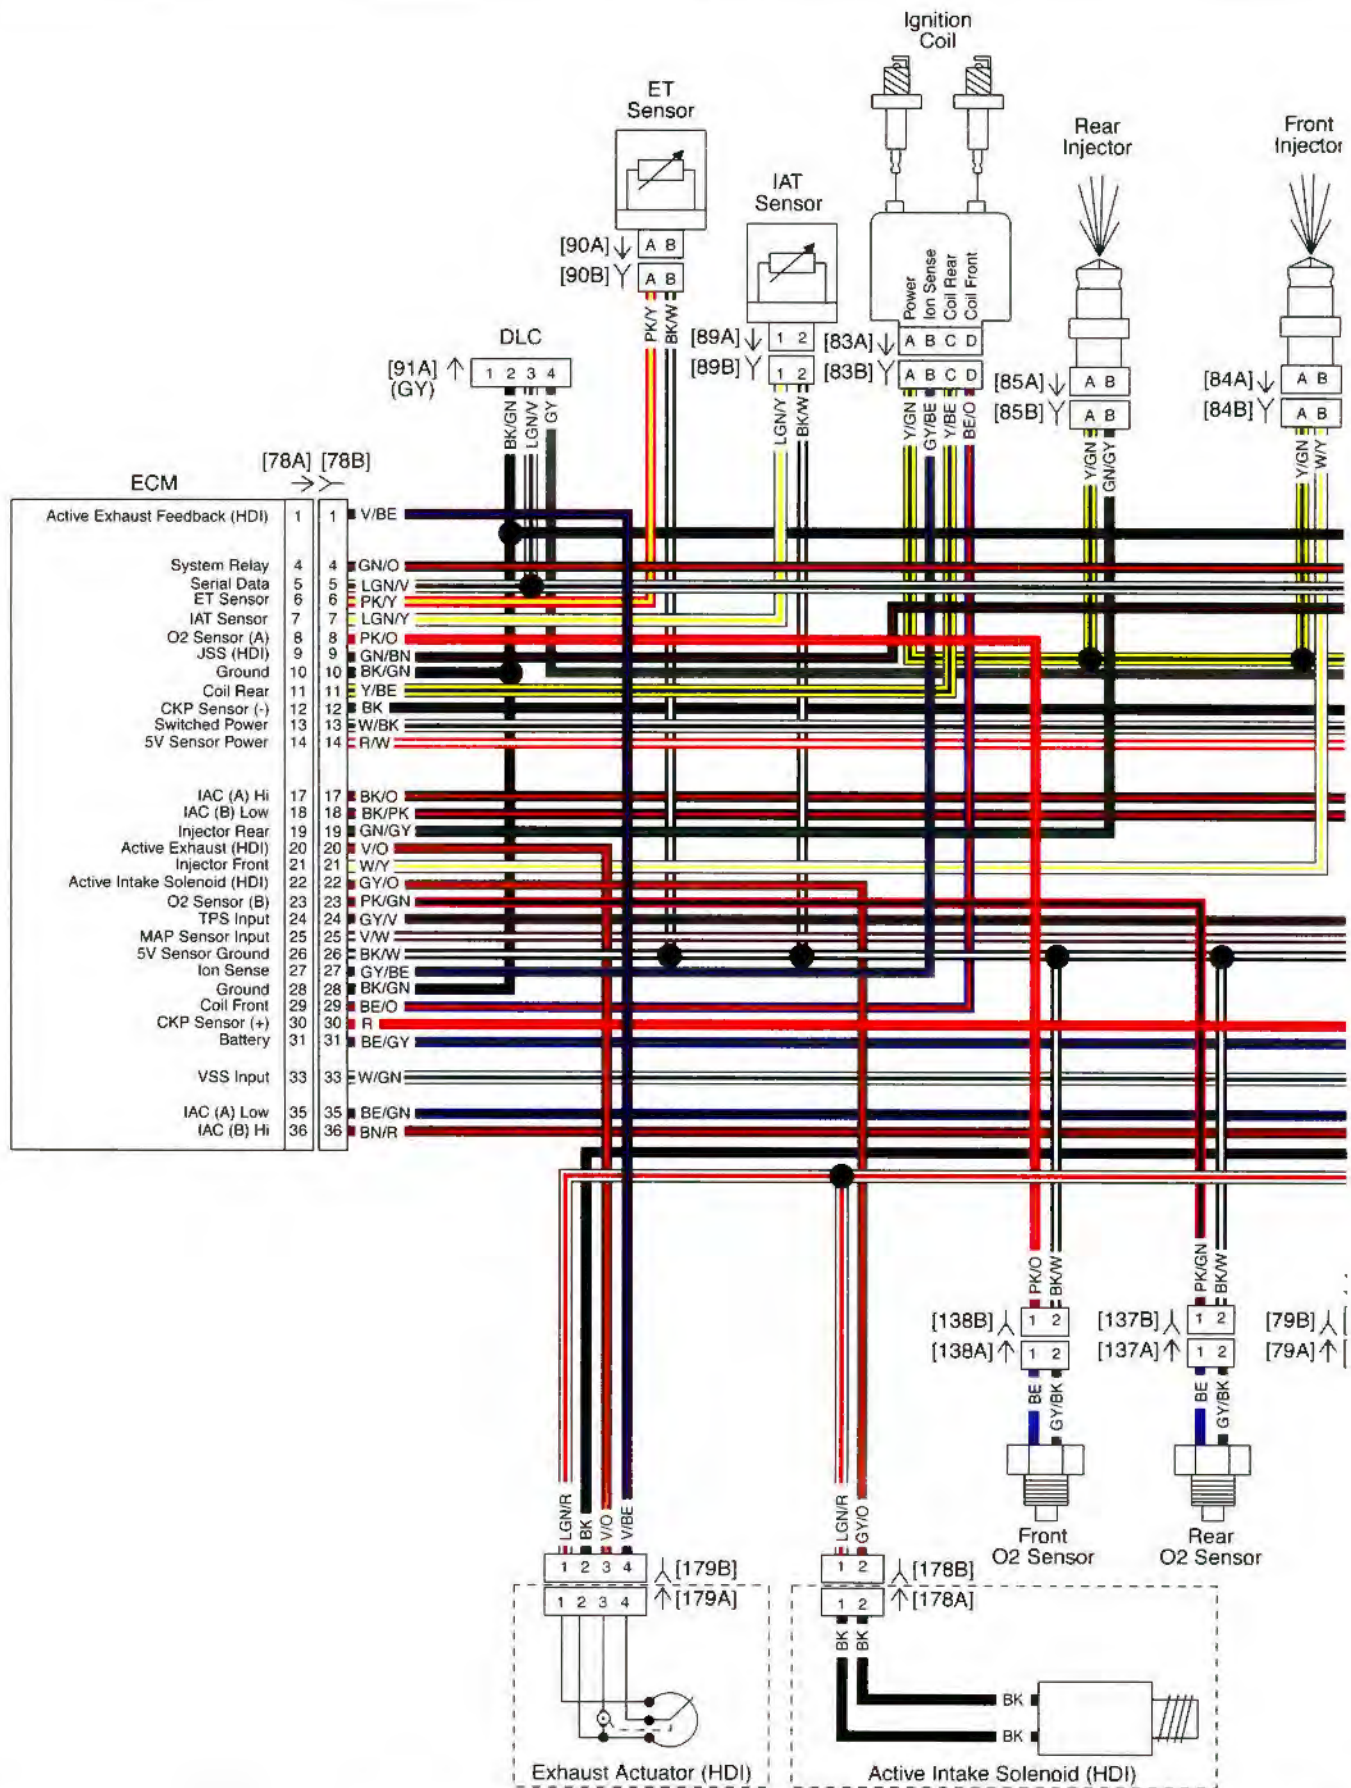 Ignition
Coil
ET
Sensor
Rear
Injector
Front
Injector
IAT
Sensor
[90A] A B
[90B] A B
Power
Ion Sense
Coil Rear
Coil Front
PK/Y
BK/W
DLC
[89A] 1 2
[89B] 1 2
[83A] A B C D
[83B] A B C D
[85A] A B
[85B] A B
[84A] A B
[84B] A B
[91A] 1 2 3 4
(GY)
BK/GN
LGN/V
GY
LGN/Y
BK/W
Y/GN
GY/BE
Y/BE
BE/O
Y/GN
GN/GY
Y/GN
W/Y
[78A] [78B]
ECM
Active Exhaust Feedback (HDI) 1 1 V/BE
System Relay 4 4 GN/O
Serial Data 5 5 LGN/V
ET Sensor 6 6 PK/Y
IAT Sensor 7 7 LGN/Y
O2 Sensor (A) 8 8 PK/O
JSS (HDI) 9 9 GN/BN
Ground 10 10 BK/GN
Coil Rear 11 11 Y/BE
CKP Sensor (-) 12 12 BK
Switched Power 13 13 W/BK
5V Sensor Power 14 14 R/W
IAC (A) Hi 17 17 BK/O
IAC (B) Low 18 18 BK/PK
Injector Rear 19 19 GN/GY
Active Exhaust (HDI) 20 20 V/O
Injector Front 21 21 W/Y
Active Intake Solenoid (HDI) 22 22 GY/O
O2 Sensor (B) 23 23 PK/GN
TPS Input 24 24 GY/V
MAP Sensor Input 25 25 V/W
5V Sensor Ground 26 26 BK/W
Ion Sense 27 27 GY/BE
Ground 28 28 BK/GN
Coil Front 29 29 BE/O
CKP Sensor (+) 30 30 R
Battery 31 31 BE/GY
VSS Input 33 33 W/GN
IAC (A) Low 35 35 BE/GN
IAC (B) Hi 36 36 BN/R
PK/O
BK/W
PK/GN
BK/W
[138B] 1 2
[138A] 1 2
[137B] 1 2
[137A] 1 2
[79B]
[79A]
BE
GY/BK
BE
GY/BK
Front
O2 Sensor
Rear
O2 Sensor
LGN/R
BK
V/O
V/BE
LGN/R
GY/O
1 2 3 4 [179B]
1 2 3 4 [179A]
1 2 [178B]
1 2 [178A]
BK
BK
BK
BK
Exhaust Actuator (HDI)
Active Intake Solenoid (HDI)